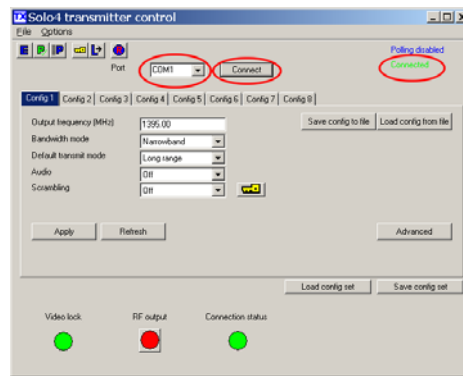 Solo4 transmitter control
File Options
E P IP
Polling disabled
Port COM1 Connect Connected
Config 1 Config 2 Config 3 Config 4 Config 5 Config 6 Config 7 Config 8
Output frequency (MHz) 1395.00 Save config to file Load config from file
Bandwidth mode Narrowband
Default transmit mode Long range
Audio Off
Scrambling Off
Apply Refresh Advanced
Load config set Save config set
Video lock RF output Connection status